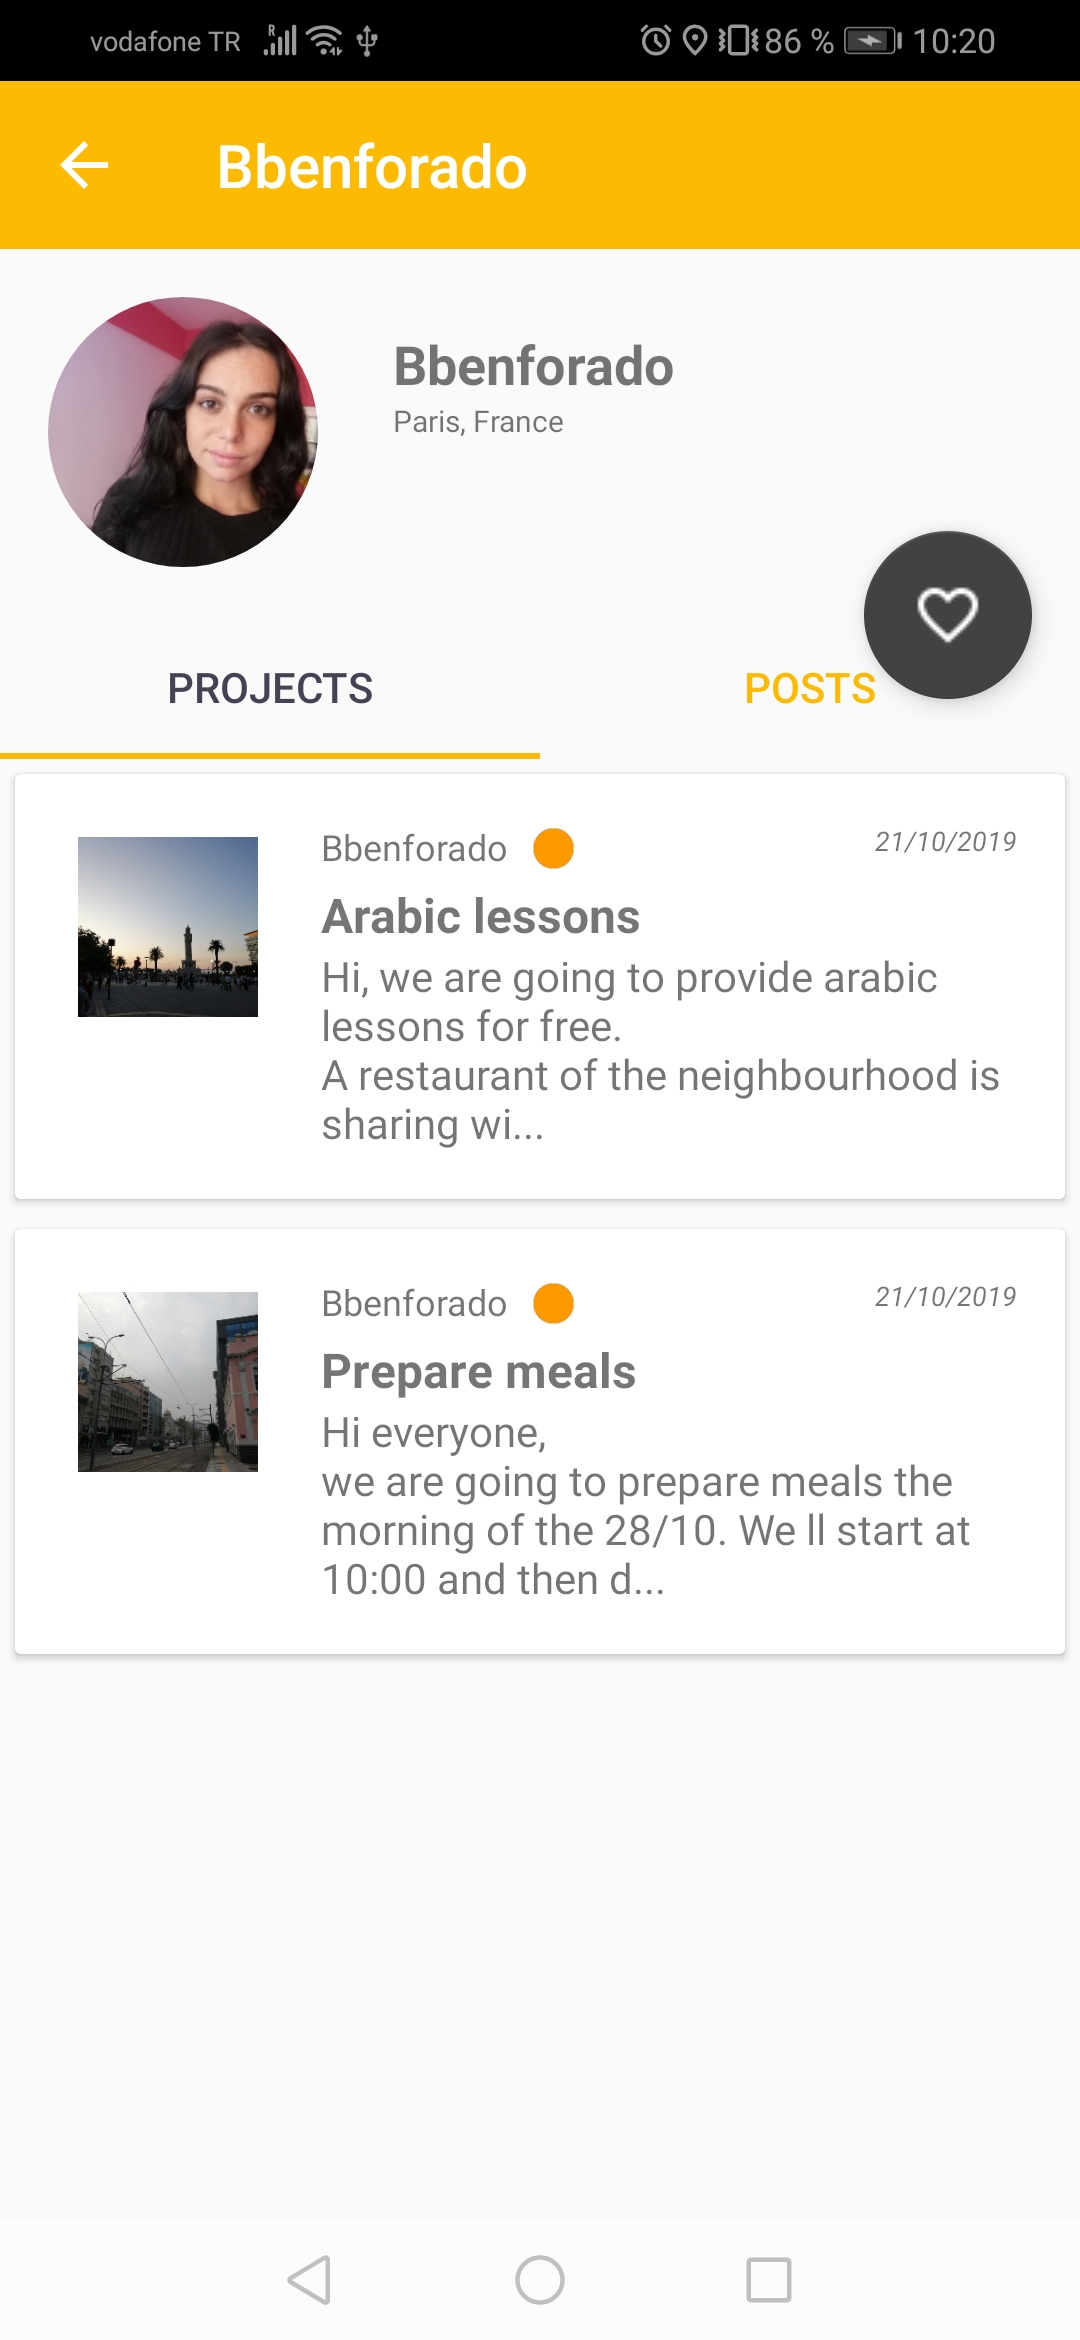 vodafone TR 86 % 10:20
Bbenforado
Bbenforado
Paris, France
PROJECTS POSTS
Bbenforado 21/10/2019
Arabic lessons
Hi, we are going to provide arabic
lessons for free.
A restaurant of the neighbourhood is
sharing wi...
Bbenforado 21/10/2019
Prepare meals
Hi everyone,
we are going to prepare meals the
morning of the 28/10. We ll start at
10:00 and then d...